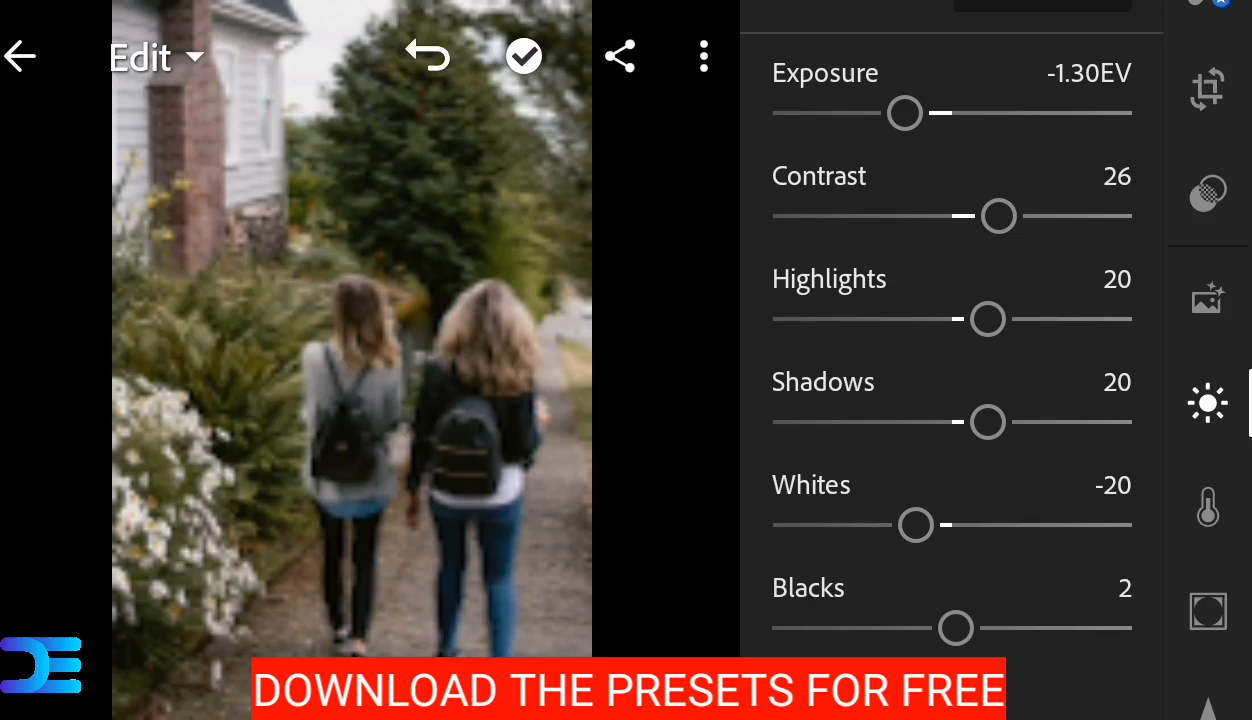 Edit
Exposure -1.30EV
Contrast 26
Highlights 20
Shadows 20
Whites -20
Blacks 2
DE
DOWNLOAD THE PRESETS FOR FREE